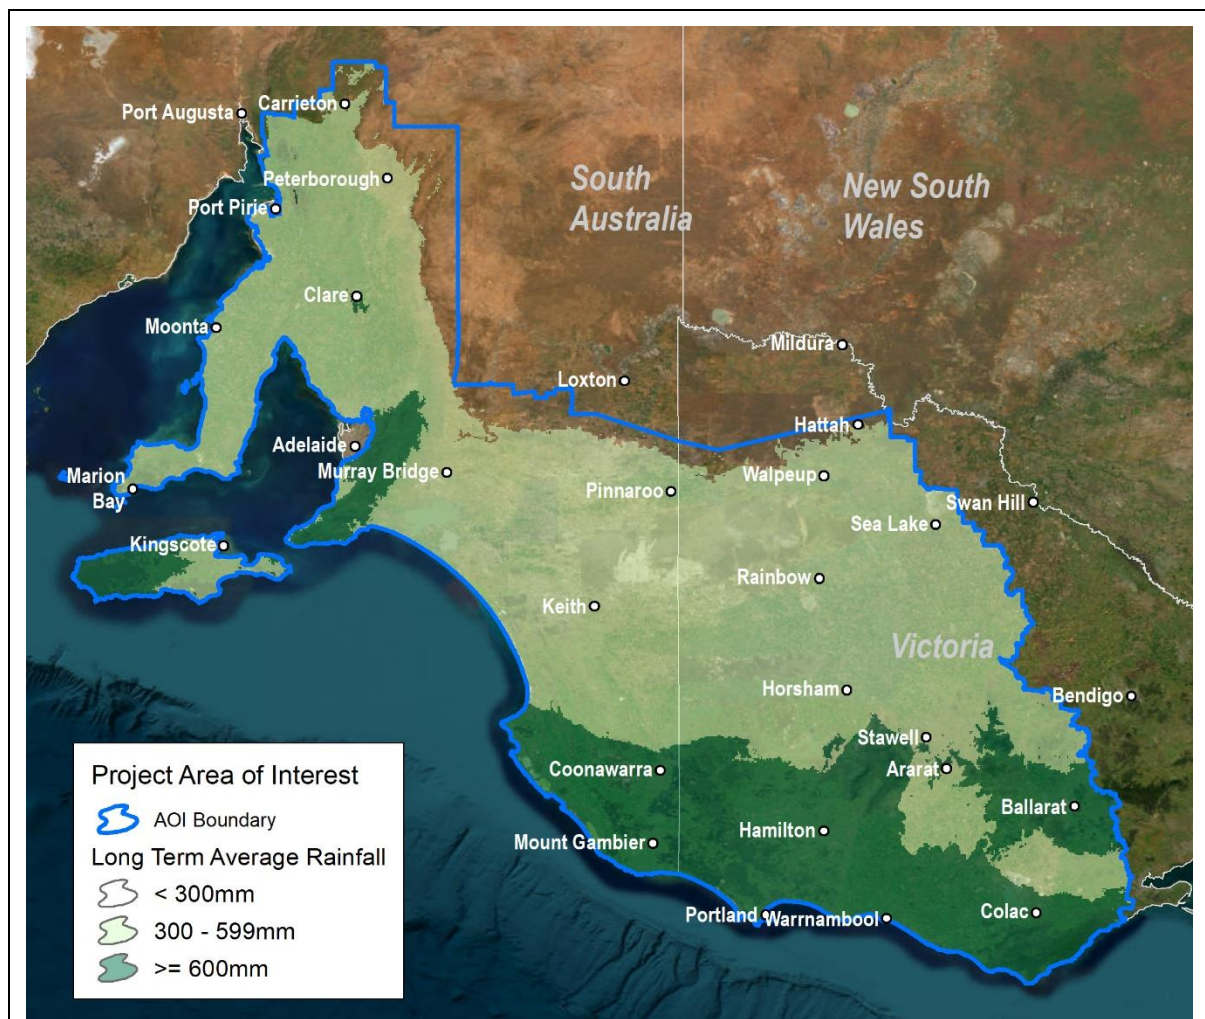 Port Augusta
Carrieton
Peterborough
Port Pirie
South
Australia
New South
Wales
Clare
Moonta
Mildura
Loxton
Hattah
Adelaide
Murray Bridge
Marion
Bay
Pinnaroo
Walpeup
Swan Hill
Sea Lake
Kingscote
Rainbow
Keith
Victoria
Horsham
Bendigo
Stawell
Coonawarra
Ararat
Ballarat
Mount Gambier
Hamilton
Portland
Warrnambool
Colac
Project Area of Interest
AOI Boundary
Long Term Average Rainfall
< 300mm
300 - 599mm
>= 600mm